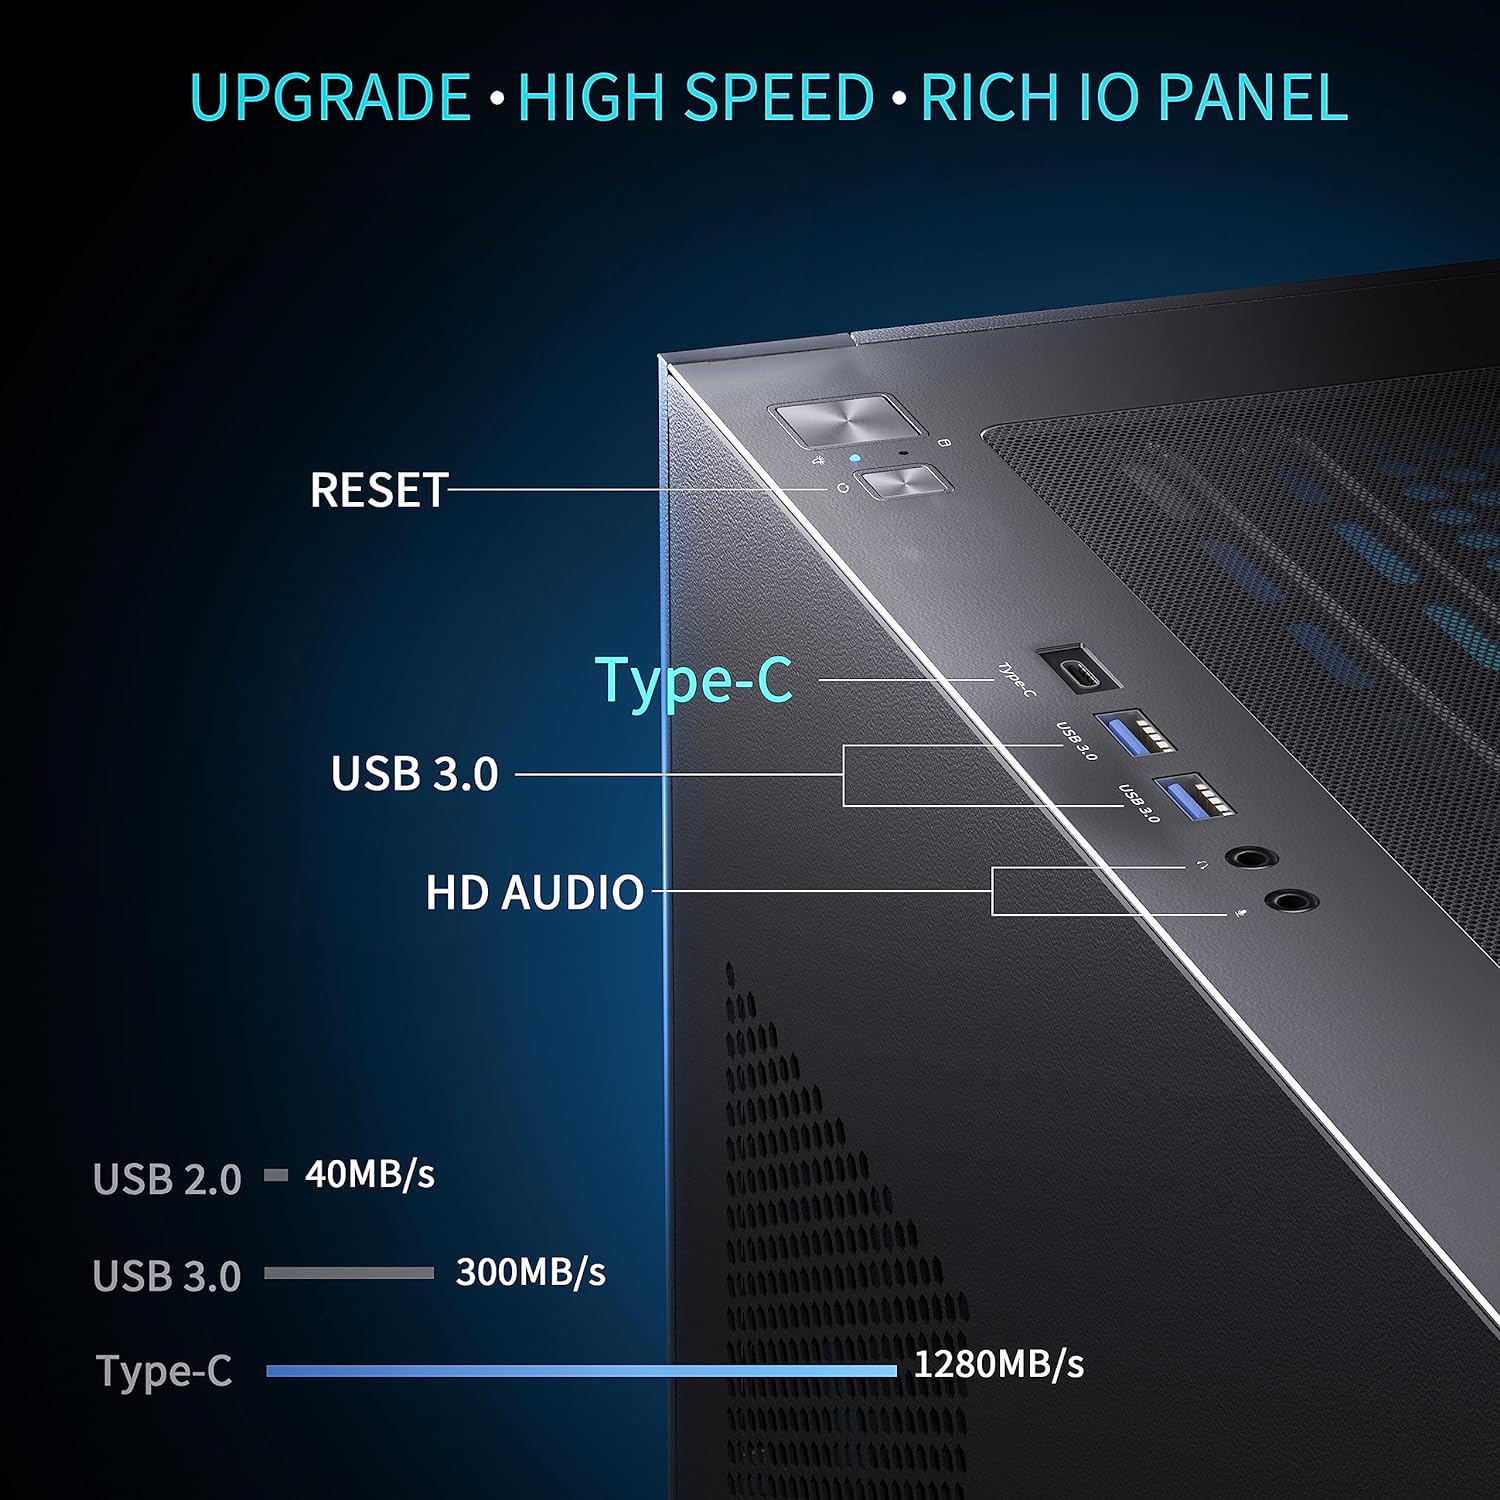 UPGRADE • HIGH SPEED • RICH IO PANEL
RESET
Type-C
Type-C
USB 3.0
USB 3.0
USB 3.0
HD AUDIO
USB 2.0 40MB/s
USB 3.0 300MB/s
Type-C 1280MB/s